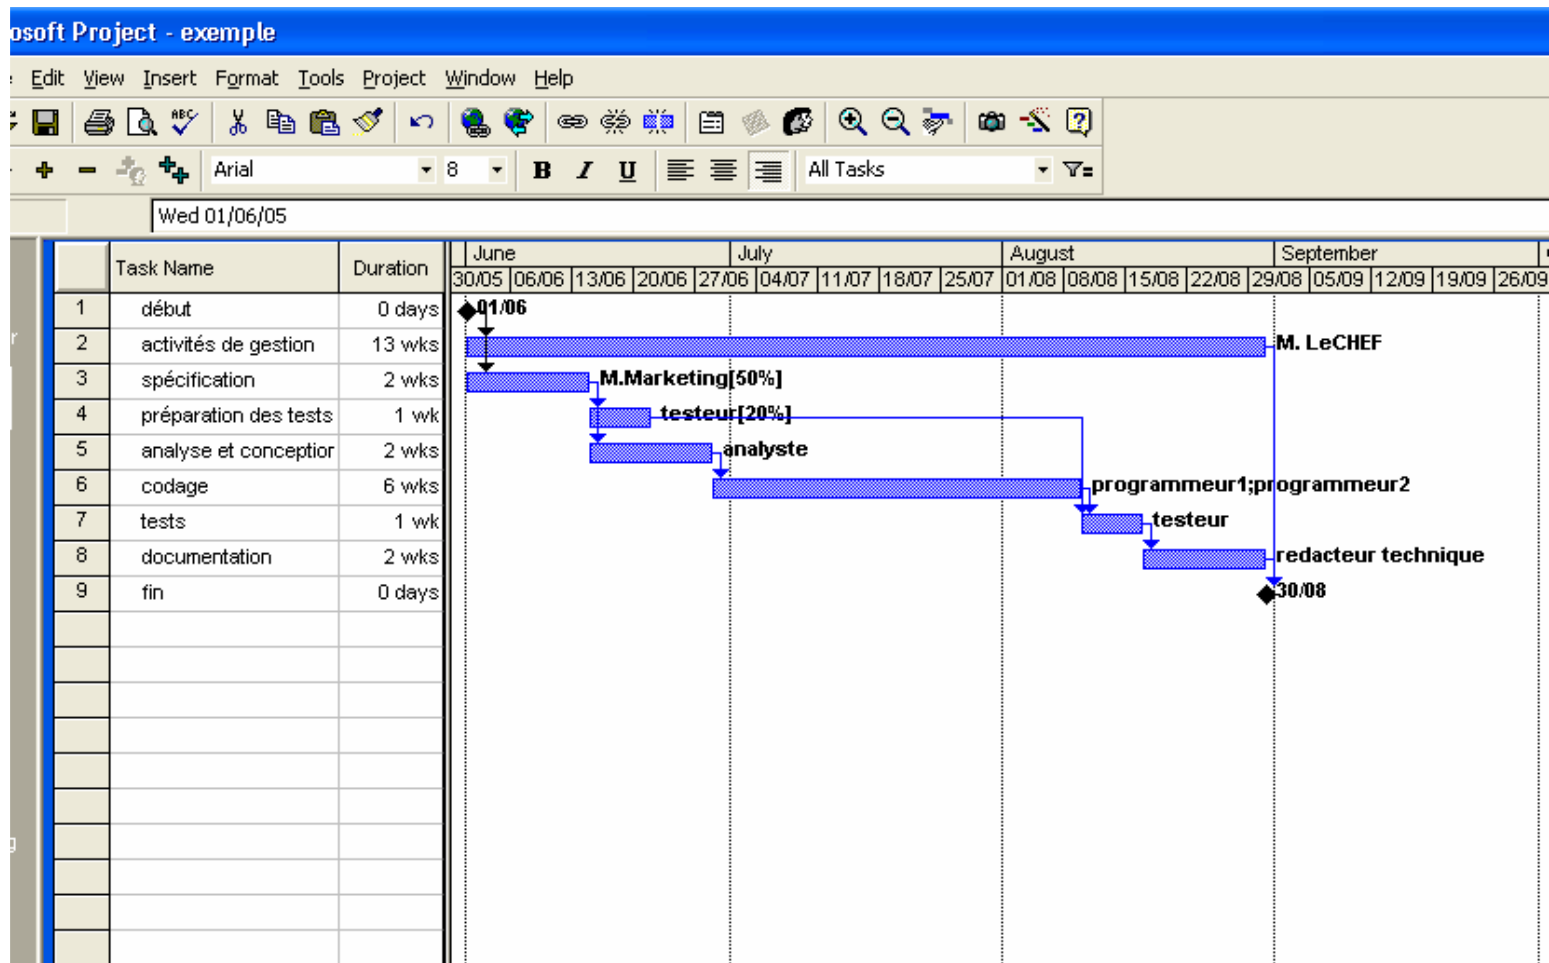 osoft Project - exemple
Edit View Insert Format Tools Project Window Help
Arial 8 B I U All Tasks
Wed 01/06/05
Task Name Duration June July August September
30/05 06/06 13/06 20/06 27/06 04/07 11/07 18/07 25/07 01/08 08/08 15/08 22/08 29/08 05/09 12/09 19/09 26/09
1 début 0 days 01/06
2 activités de gestion 13 wks M. LeCHEF
3 spécification 2 wks M.Marketing[50%]
4 préparation des tests 1 wk testeur[20%]
5 analyse et conceptior 2 wks analyste
6 codage 6 wks programmeur1;programmeur2
7 tests 1 wk testeur
8 documentation 2 wks redacteur technique
9 fin 0 days 30/08